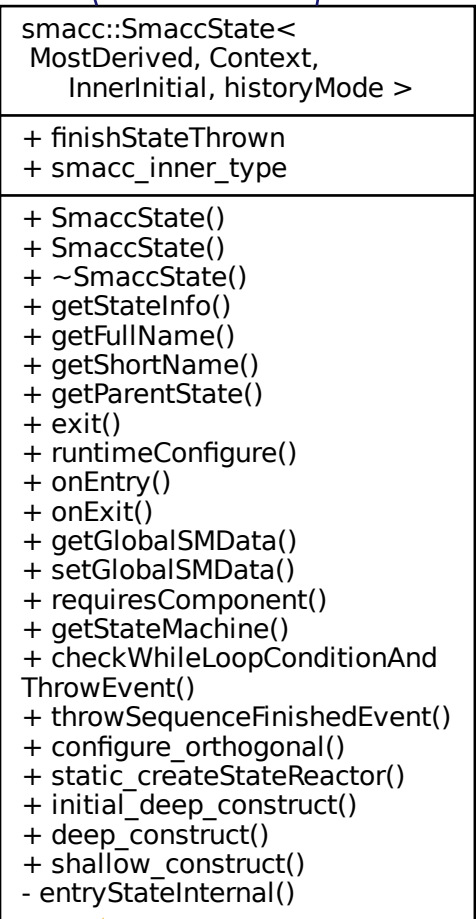 smacc::SmaccState<
MostDerived, Context,
InnerInitial, historyMode >
+ finishStateThrown
+ smacc_inner_type
+ SmaccState()
+ SmaccState()
+ ~SmaccState()
+ getStateInfo()
+ getFullName()
+ getShortName()
+ getParentState()
+ exit()
+ runtimeConfigure()
+ onEntry()
+ onExit()
+ getGlobalSMData()
+ setGlobalSMData()
+ requiresComponent()
+ getStateMachine()
+ checkWhileLoopConditionAnd
ThrowEvent()
+ throwSequenceFinishedEvent()
+ configure_orthogonal()
+ static_createStateReactor()
+ initial_deep_construct()
+ deep_construct()
+ shallow_construct()
- entryStateInternal()